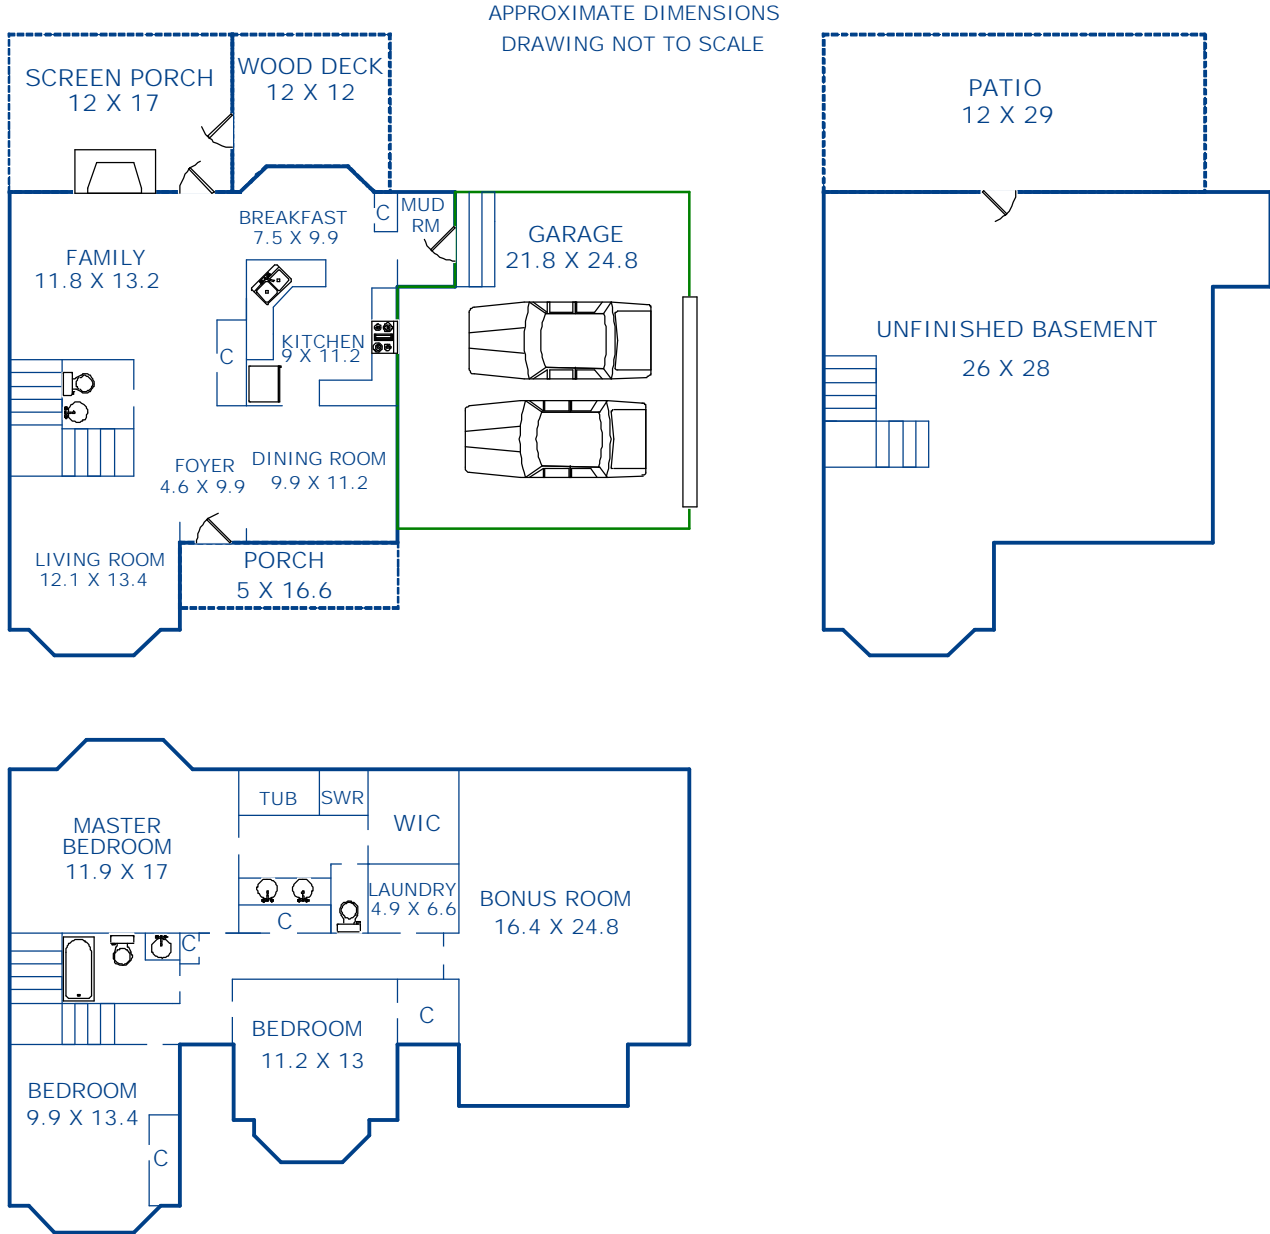 APPROXIMATE DIMENSIONS
DRAWING NOT TO SCALE
SCREEN PORCH
12 X 17
WOOD DECK
12 X 12
PATIO
12 X 29
BREAKFAST
7.5 X 9.9
C
MUD
RM
GARAGE
21.8 X 24.8
FAMILY
11.8 X 13.2
KITCHEN
9 X 11.2
C
UNFINISHED BASEMENT
26 X 28
FOYER
4.6 X 9.9
DINING ROOM
9.9 X 11.2
LIVING ROOM
12.1 X 13.4
PORCH
5 X 16.6
TUB
SWR
WIC
MASTER
BEDROOM
11.9 X 17
LAUNDRY
4.9 X 6.6
BONUS ROOM
16.4 X 24.8
C
C
BEDROOM
11.2 X 13
C
BEDROOM
9.9 X 13.4
C